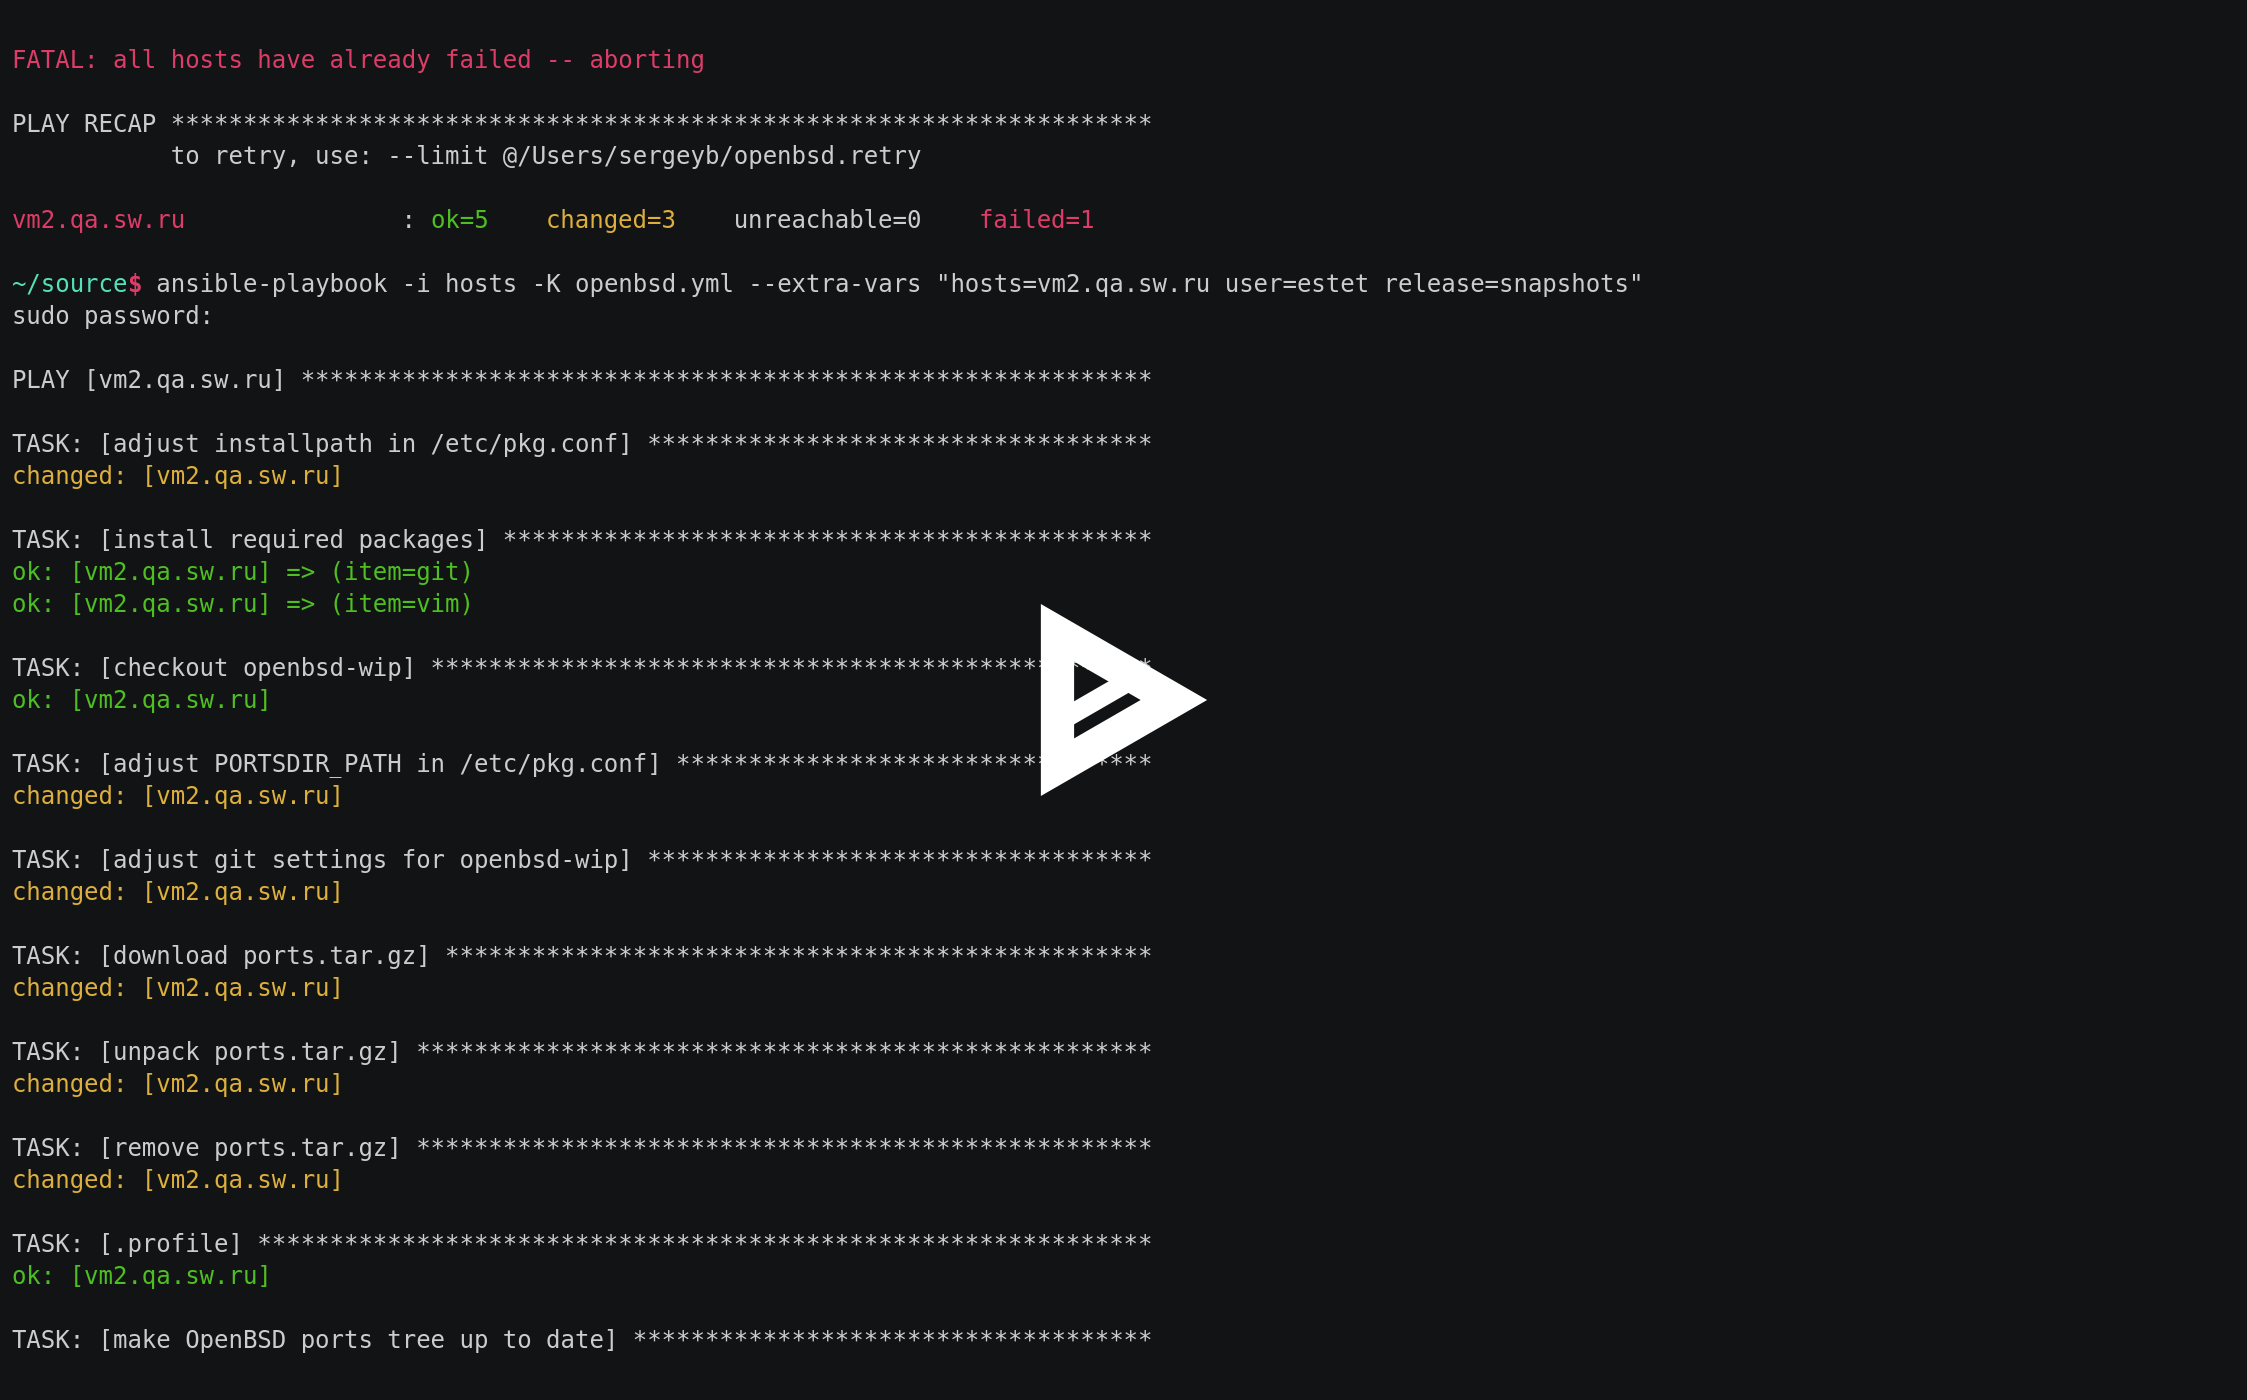 FATAL: all hosts have already failed -- aborting
PLAY RECAP ********************************************************************
to retry, use: --limit @/Users/sergeyb/openbsd.retry
vm2.qa.sw.ru : ok=5 changed=3 unreachable=0 failed=1
~/source$ ansible-playbook -i hosts -K openbsd.yml --extra-vars "hosts=vm2.qa.sw.ru user=estet release=snapshots"
sudo password:
PLAY [vm2.qa.sw.ru] ***********************************************************
TASK: [adjust installpath in /etc/pkg.conf] ***********************************
changed: [vm2.qa.sw.ru]
TASK: [install required packages] *********************************************
ok: [vm2.qa.sw.ru] => (item=git)
ok: [vm2.qa.sw.ru] => (item=vim)
TASK: [checkout openbsd-wip] **************************************************
ok: [vm2.qa.sw.ru]
TASK: [adjust PORTSDIR_PATH in /etc/pkg.conf] *********************************
changed: [vm2.qa.sw.ru]
TASK: [adjust git settings for openbsd-wip] ***********************************
changed: [vm2.qa.sw.ru]
TASK: [download ports.tar.gz] *************************************************
changed: [vm2.qa.sw.ru]
TASK: [unpack ports.tar.gz] ***************************************************
changed: [vm2.qa.sw.ru]
TASK: [remove ports.tar.gz] ***************************************************
changed: [vm2.qa.sw.ru]
TASK: [.profile] **************************************************************
ok: [vm2.qa.sw.ru]
TASK: [make OpenBSD ports tree up to date] ************************************